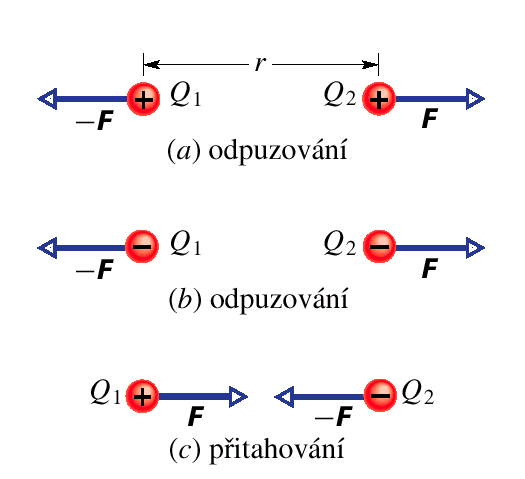 r
+ Q1 Q2 +
−F F
(a) odpuzování
− Q1 Q2 −
−F F
(b) odpuzování
Q1 + − Q2
F −F
(c) přitahování